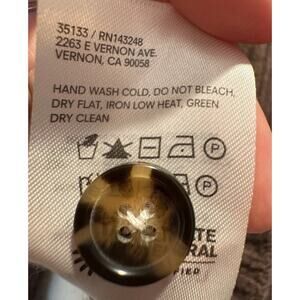 35133 / RN143248
2263 E VERNON AVE.
VERNON, CA 90058
HAND WASH COLD, DO NOT BLEACH,
DRY FLAT, IRON LOW HEAT, GREEN
DRY CLEAN
P
P